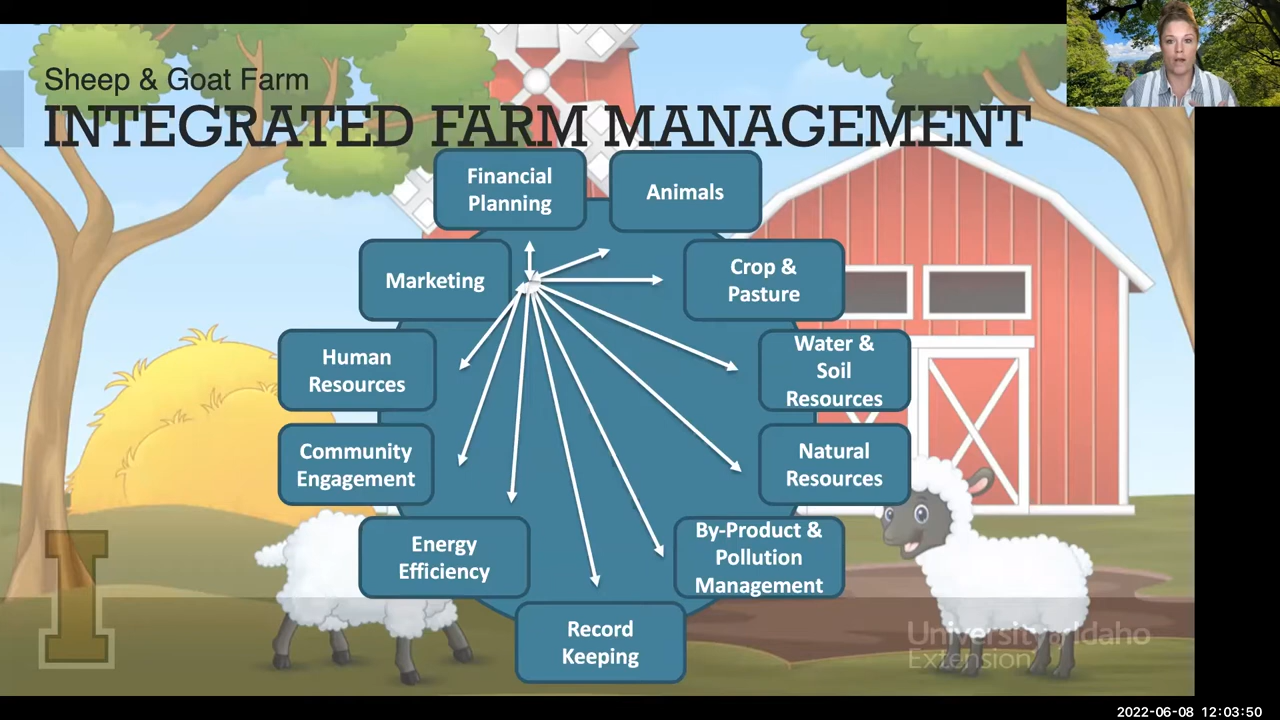 Sheep & Goat Farm
INTEGRATED FARM MANAGEMENT
Financial
Planning
Animals
Marketing
Crop &
Pasture
Human
Resources
Water &
Soil
Resources
Community
Engagement
Natural
Resources
Energy
Efficiency
By-Product &
Pollution
Management
Record
Keeping
I
University of Idaho
Extension
2022-06-08 12:03:50